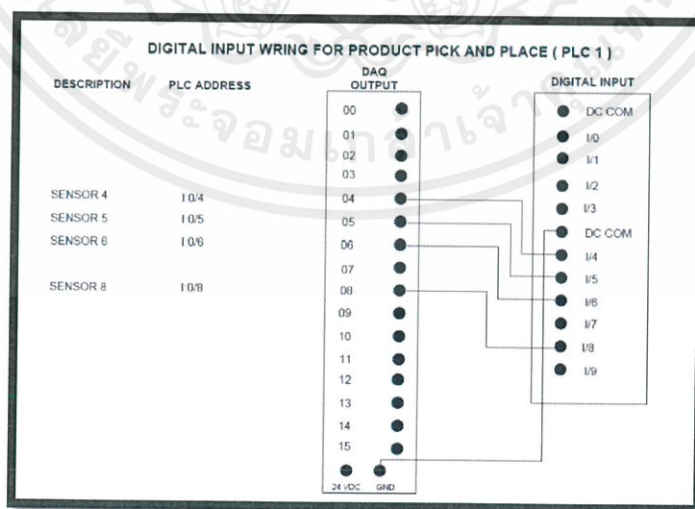 DIGITAL INPUT WRING FOR PRODUCT PICK AND PLACE ( PLC 1 )
DESCRIPTION PLC ADDRESS DAQ OUTPUT DIGITAL INPUT
00 DC COM
01 I/0
02 I/1
03 I/2
SENSOR 4 I:0/4 04 I/3
SENSOR 5 I:0/5 05 DC COM
SENSOR 6 I:0/6 06 I/4
07 I/5
SENSOR 8 I:0/8 08 I/6
09 I/7
10 I/8
11 I/9
12
13
14
15
24 VDC GND